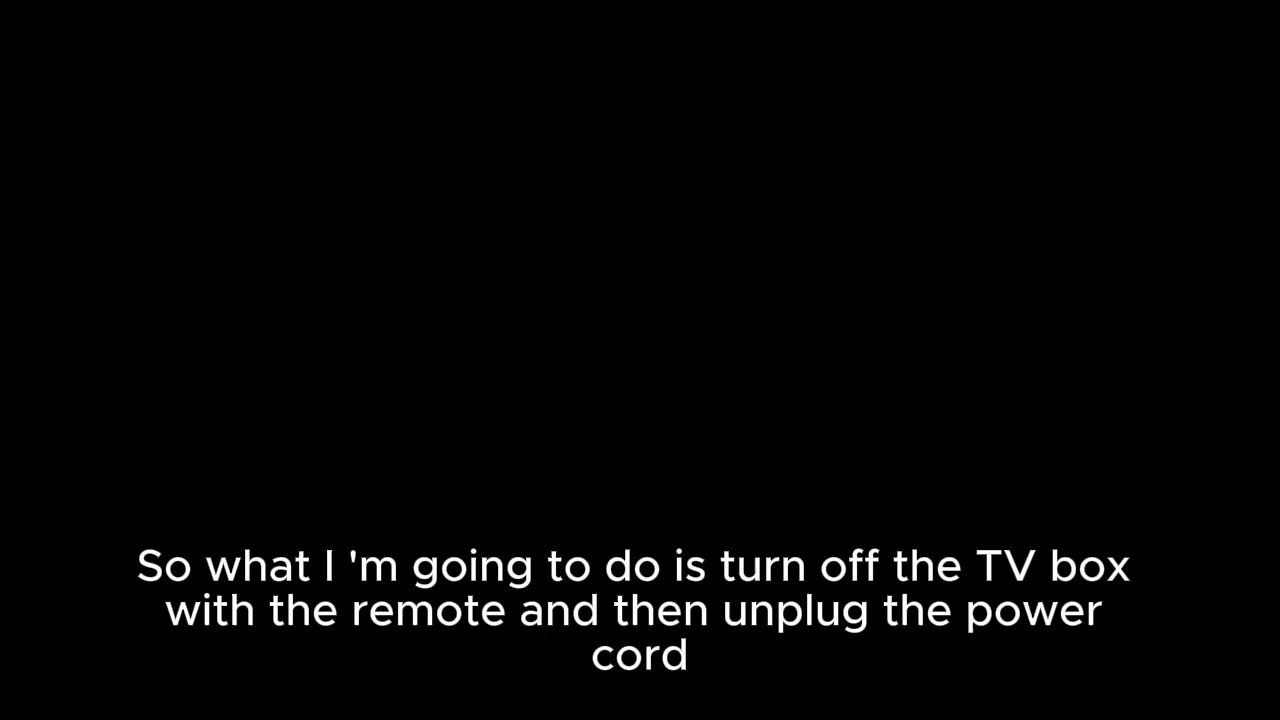 So what I 'm going to do is turn off the TV box
with the remote and then unplug the power
cord